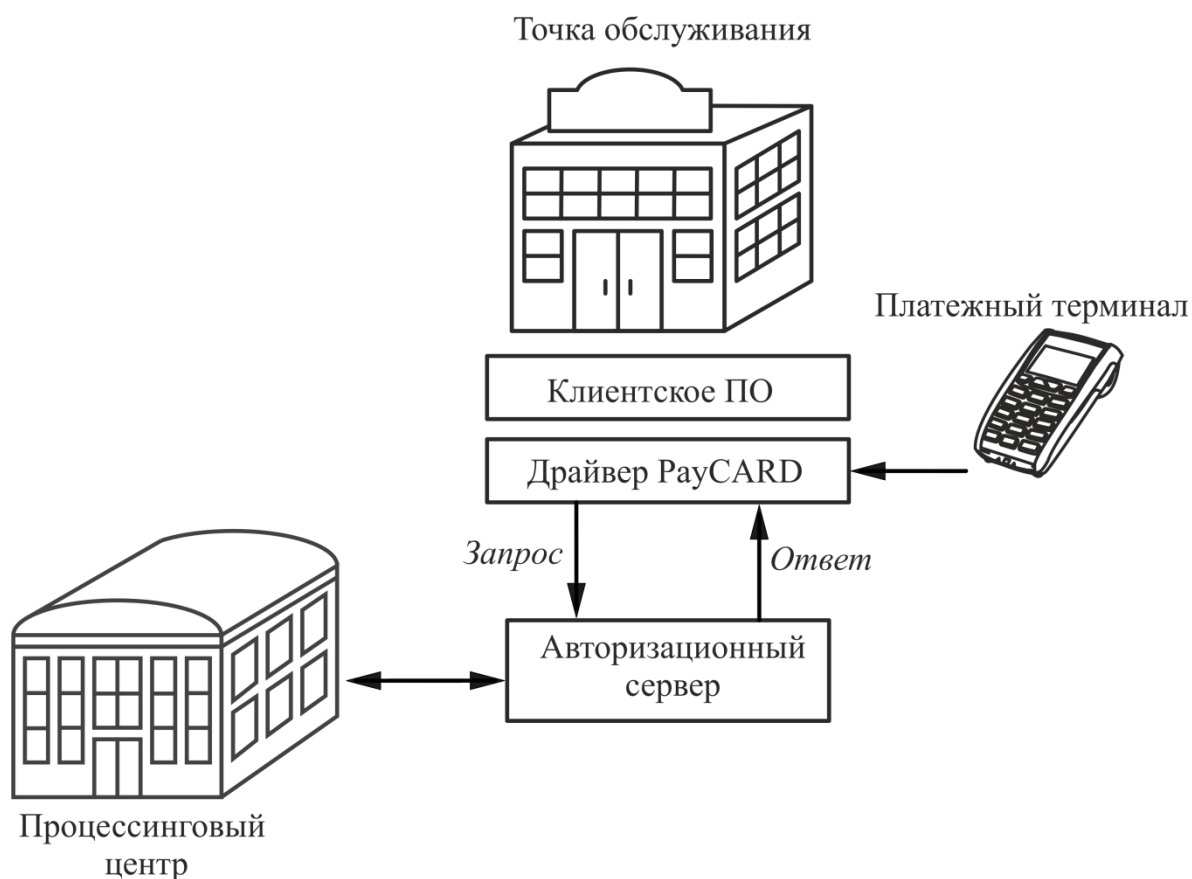 Точка обслуживания
Платежный терминал
Клиентское ПО
Драйвер PayCARD
Запрос
Ответ
Авторизационный
сервер
Процессинговый
центр